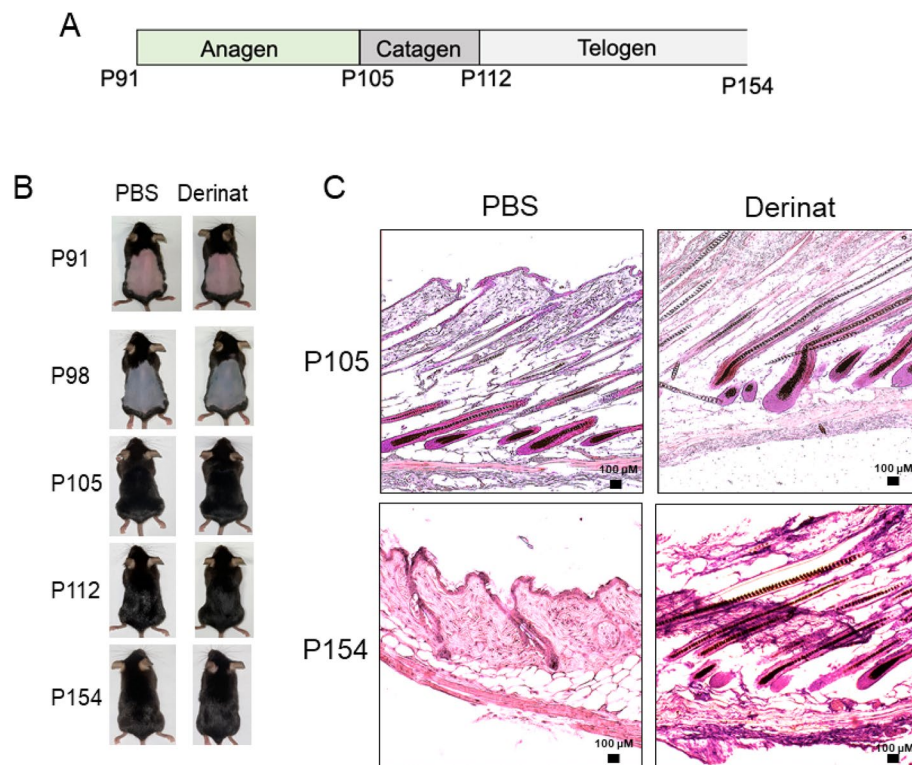 A
Anagen Catagen Telogen
P91 P105 P112 P154
B
PBS Derinat
P91
P98
P105
P112
P154
C
PBS Derinat
P105
100 µM 100 µM
P154
100 µM 100 µM